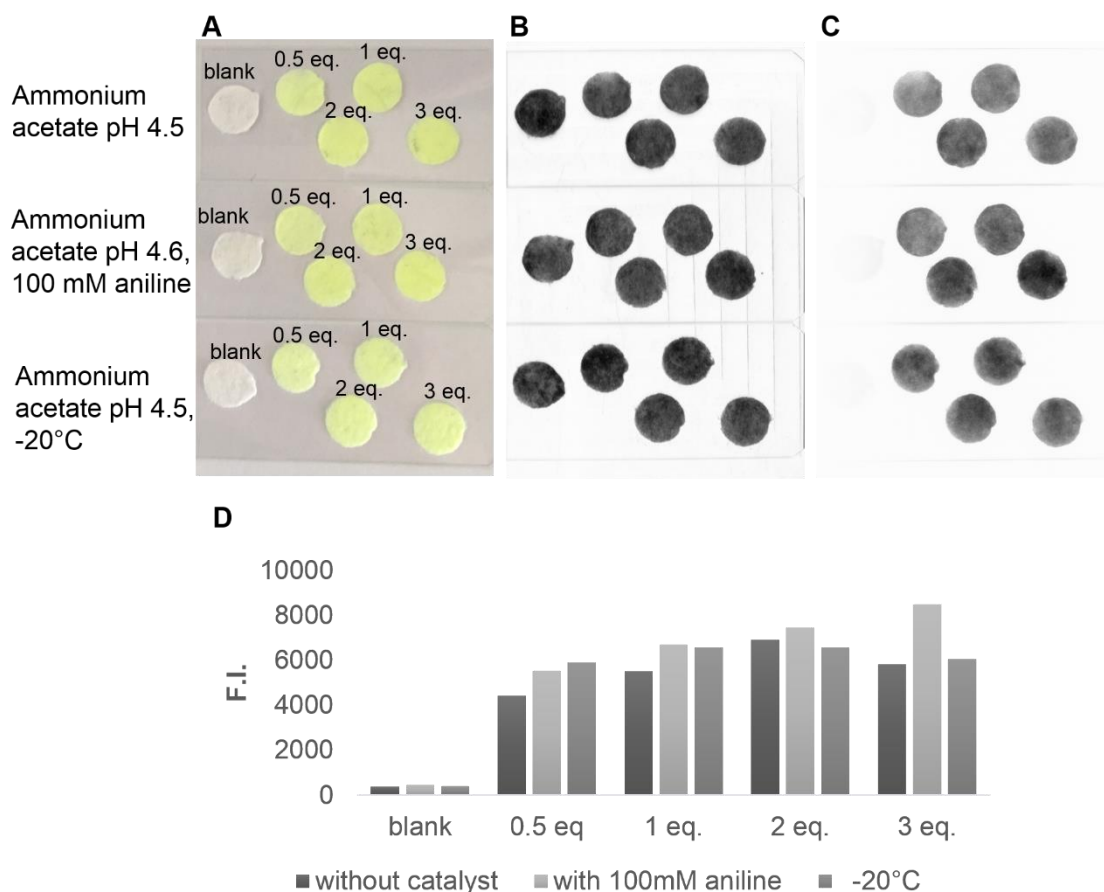 A
B
C
Ammonium
acetate pH 4.5
blank
0.5 eq.
1 eq.
2 eq.
3 eq.
Ammonium
acetate pH 4.6,
100 mM aniline
blank
0.5 eq.
1 eq.
2 eq.
3 eq.
Ammonium
acetate pH 4.5,
-20°C
blank
0.5 eq.
1 eq.
2 eq.
3 eq.
D
F.I.
10000
8000
6000
4000
2000
0
blank
0.5 eq
1 eq.
2 eq.
3 eq.
without catalyst
with 100mM aniline
-20°C